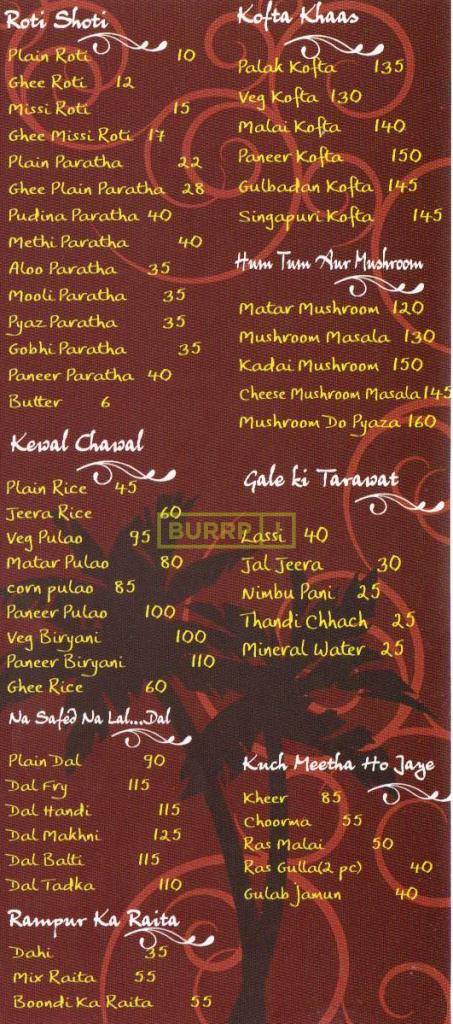 Roti Shoti
Plain Roti 10
Ghee Roti 12
Missi Roti 15
Ghee Missi Roti 17
Plain Paratha 22
Ghee Plain Paratha 28
Pudina Paratha 40
Methi Paratha 40
Aloo Paratha 35
Mooli Paratha 35
Pyaz Paratha 35
Gobhi Paratha 35
Paneer Paratha 40
Butter 6
Kewal Chawal
Plain Rice 45
Jeera Rice 60
Veg Pulao 95
Matar Pulao 80
corn pulao 85
Paneer Pulao 100
Veg Biryani 100
Paneer Biryani 110
Ghee Rice 60
Na Safed Na Lal...Dal
Plain Dal 90
Dal Fry 115
Dal Handi 115
Dal Makhni 125
Dal Balti 115
Dal Tadka 110
Rampur Ka Raita
Dahi 35
Mix Raita 55
Boondi Ka Raita 55
Kofta Khaas
Palak Kofta 135
Veg Kofta 130
Malai Kofta 140
Paneer Kofta 150
Gulbadan Kofta 145
Singapuri Kofta 145
Hum Tum Aur Mushroom
Matar Mushroom 120
Mushroom Masala 130
Kadai Mushroom 150
Cheese Mushroom Masala 145
Mushroom Do Pyaza 160
Gale ki Tarawat
BURRP!
Lassi 40
Jal Jeera 30
Nimbu Pani 25
Thandi Chhach 25
Mineral Water 25
Kuch Meetha Ho Jaye
Kheer 85
Choorma 55
Ras Malai 50
Ras Gulla(2 pc) 40
Gulab Jamun 40